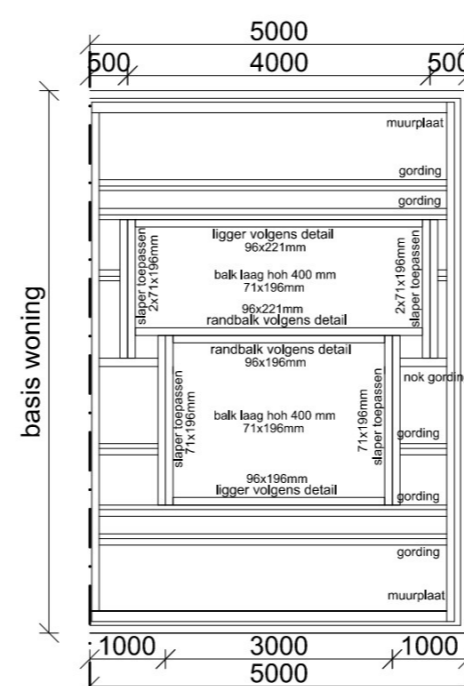 5000
500 4000 500
muurplaat
gording
gording
ligger volgens detail
96x221mm
slaper toepassen
2x71x196mm
balk laag hoh 400 mm
71x196mm
2x71x196mm
slaper toepassen
96x221mm
randbalk volgens detail
basis woning
randbalk volgens detail
96x196mm
nok gording
slaper toepassen
71x196mm
balk laag hoh 400 mm
71x196mm
71x196mm
slaper toepassen
gording
96x196mm
ligger volgens detail
gording
gording
muurplaat
1000 3000 1000
5000